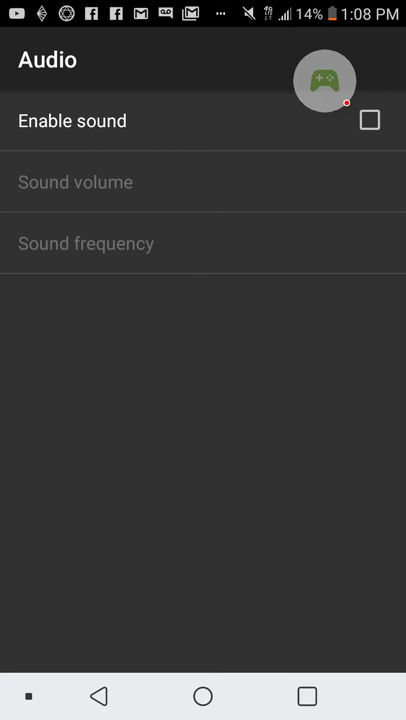 14% 1:08 PM
Audio
Enable sound
Sound volume
Sound frequency